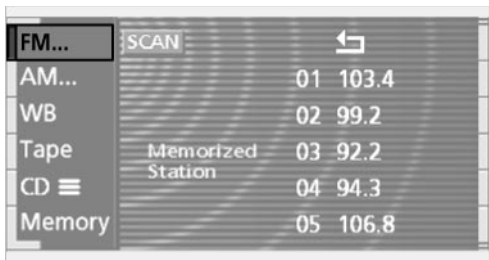 FM...
SCAN
AM...
01 103.4
WB
02 99.2
Tape
Memorized
Station
03 92.2
CD
04 94.3
Memory
05 106.8